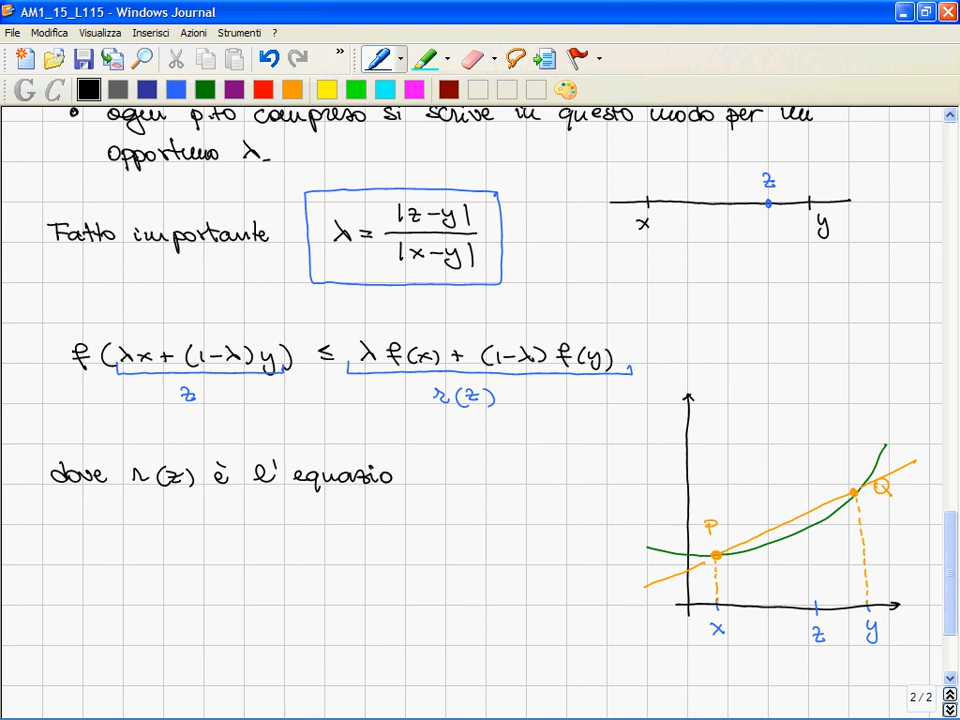 AM1_15_L115 - Windows Journal
File Modifica Visualizza Inserisci Azioni Strumenti ?
G C
• ogni p.to compreso si scrive in questo modo per un
opportuno λ.
z
x y
Fatto importante λ = |z-y| / |x-y|
f (λx + (1-λ)y) ≤ λ f(x) + (1-λ) f(y)
z r(z)
dove r(z) è l'equazio
P Q
x z y
2 / 2